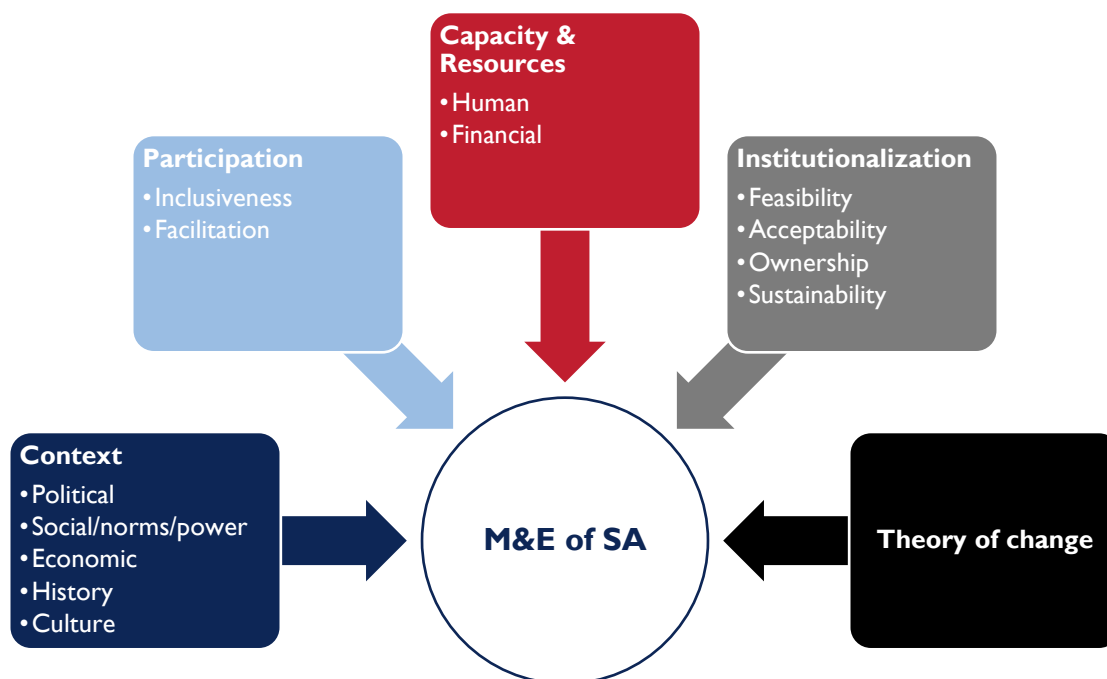 Capacity &
Resources
• Human
• Financial
Participation
• Inclusiveness
• Facilitation
Institutionalization
• Feasibility
• Acceptability
• Ownership
• Sustainability
Context
• Political
• Social/norms/power
• Economic
• History
• Culture
M&E of SA
Theory of change